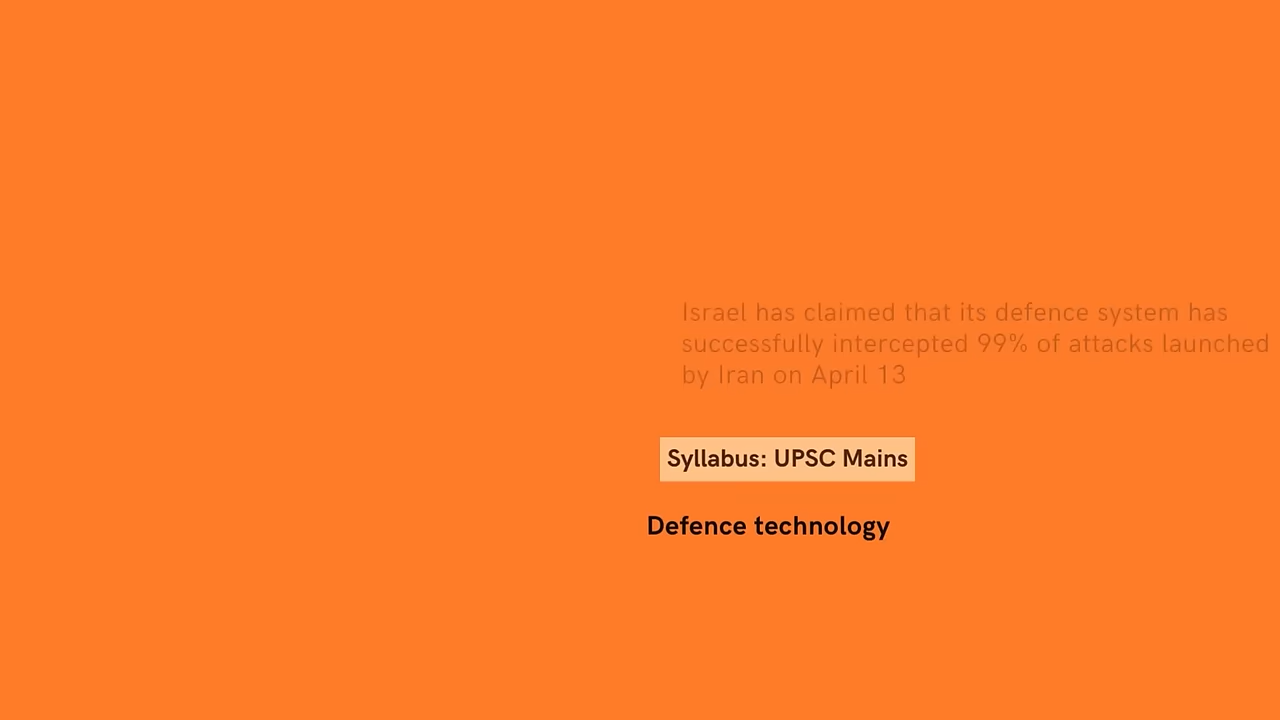 Israel has claimed that its defence system has
successfully intercepted 99% of attacks launched
by Iran on April 13
Syllabus: UPSC Mains
Defence technology